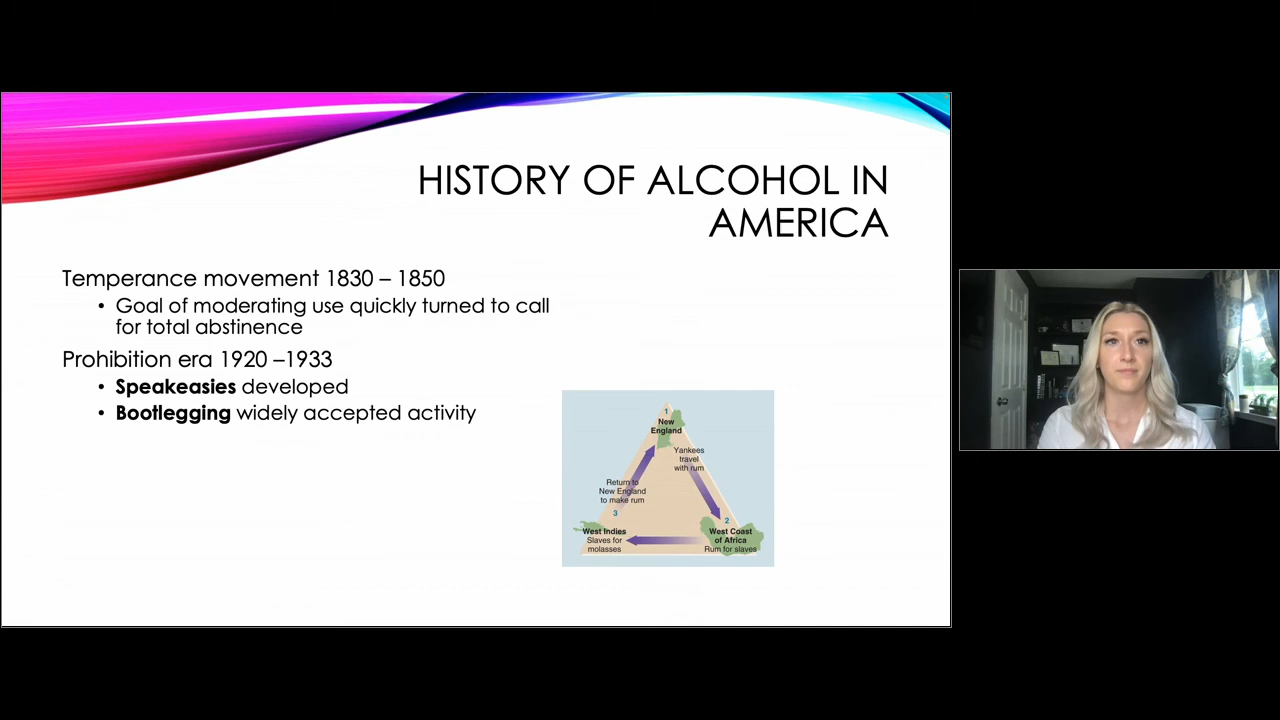 HISTORY OF ALCOHOL IN
AMERICA
Temperance movement 1830 – 1850
• Goal of moderating use quickly turned to call
for total abstinence
Prohibition era 1920 –1933
• Speakeasies developed
• Bootlegging widely accepted activity
1
New
England
Yankees
travel
with rum
Return to
New England
to make rum
3
2
West Indies
Slaves for
molasses
West Coast
of Africa
Rum for slaves